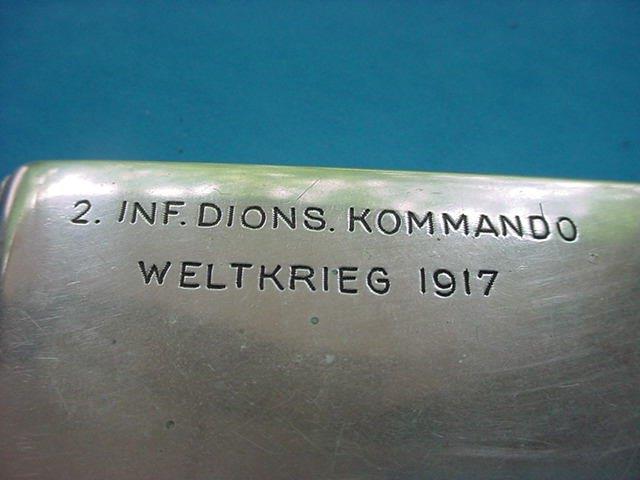 2. INF. DIONS. KOMMANDO
WELTKRIEG 1917